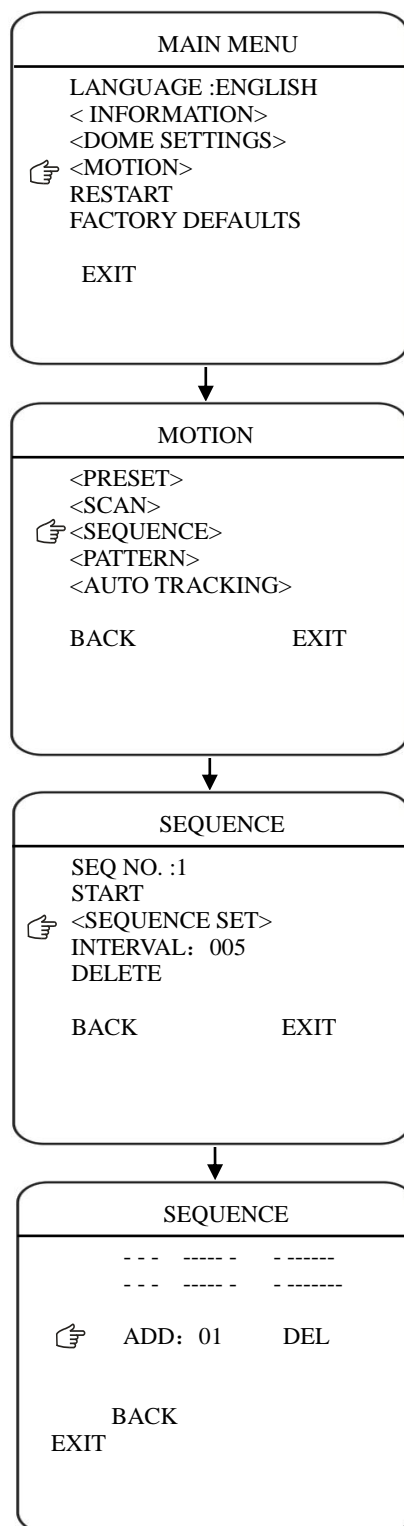 MAIN MENU
LANGUAGE :ENGLISH
< INFORMATION>
<DOME SETTINGS>
<MOTION>
RESTART
FACTORY DEFAULTS
EXIT
MOTION
<PRESET>
<SCAN>
<SEQUENCE>
<PATTERN>
<AUTO TRACKING>
BACK EXIT
SEQUENCE
SEQ NO. :1
START
<SEQUENCE SET>
INTERVAL：005
DELETE
BACK EXIT
SEQUENCE
- - - ----- - - ------
- - - ----- - - -------
ADD：01 DEL
BACK
EXIT